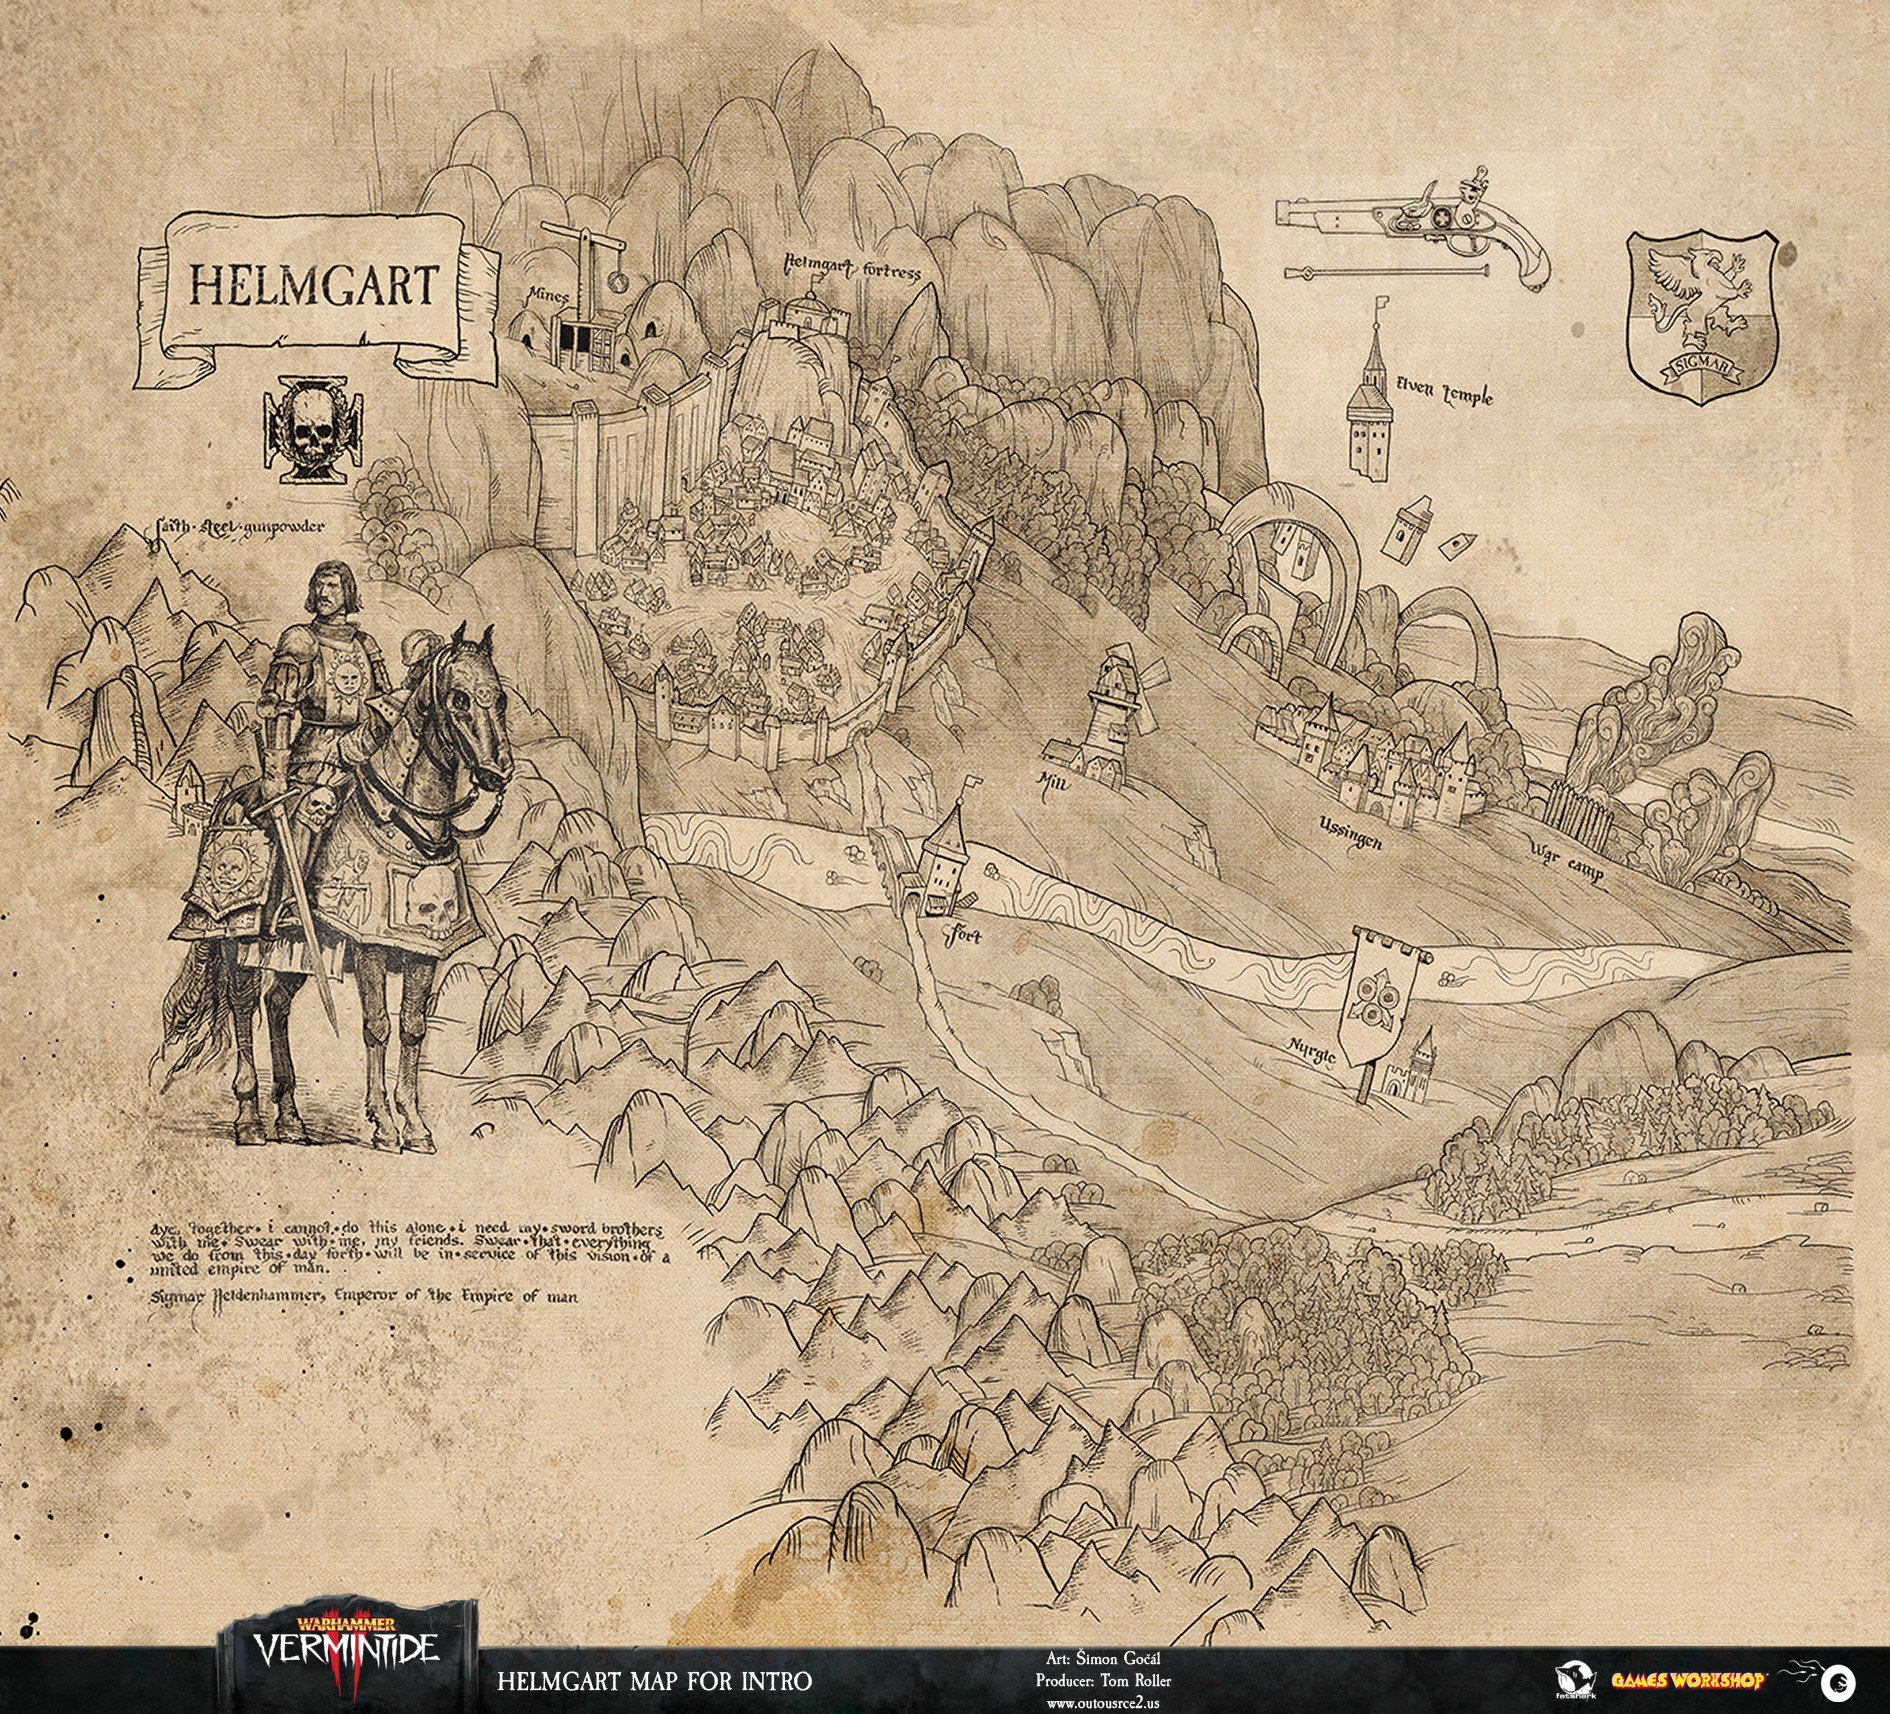 HELMGART
Mines
Helmgart fortress
SIGMAR
Elven temple
faith · steel · gunpowder
Mill
Ussingen
War camp
fort
Nurgle
Aye, together • i cannot • do this alone • i need my • sword brothers
with me • swear with • me, my friends. Swear • that • everything
we do from this • day forth • will be in • service of this vision • of a
united empire of man.
Sigmar Heldenhammer, Emperor of the Empire of man
WARHAMMER
VERMINTIDE
II
HELMGART MAP FOR INTRO
Art: Šimon Gočál
Producer: Tom Roller
www.outousrce2.us
fatshark
GAMES WORKSHOP